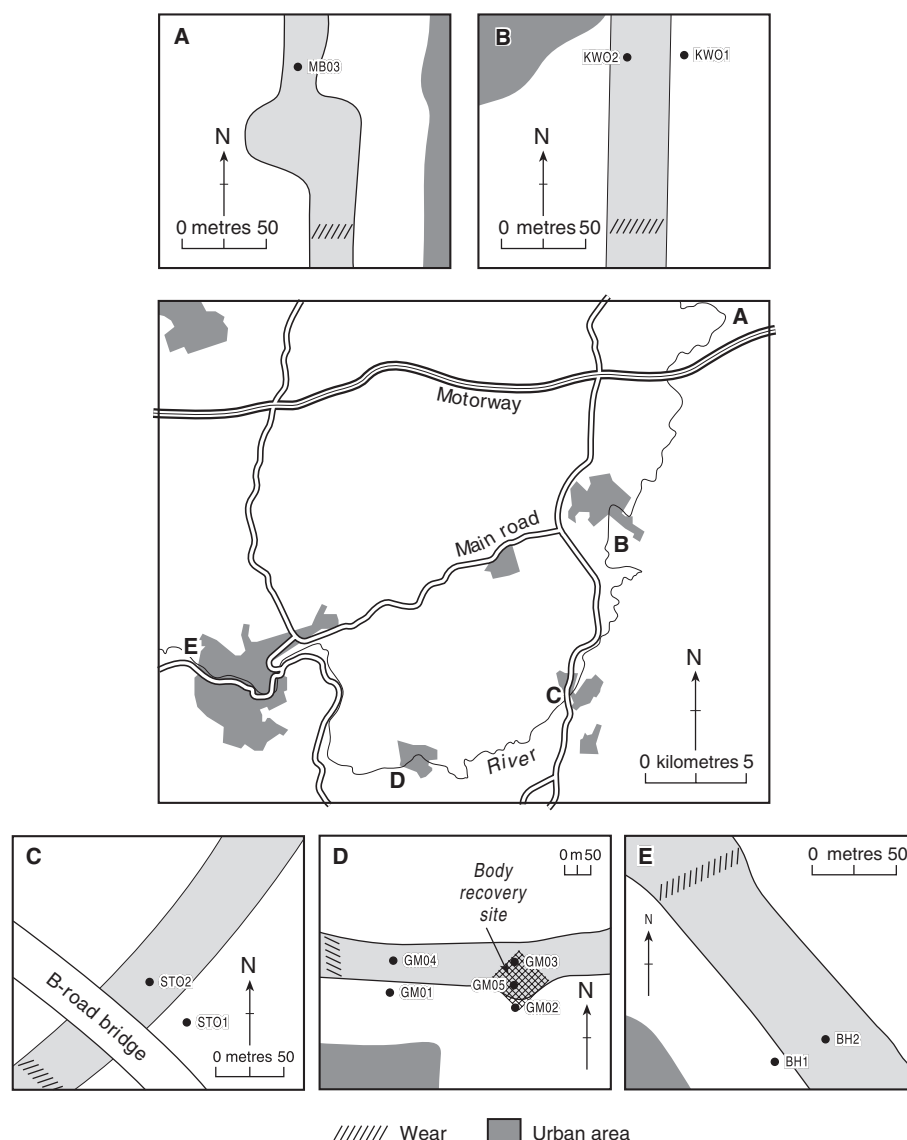 A
MB03
N
0 metres 50
B
KWO2
KWO1
N
0 metres 50
A
Motorway
Main road
B
E
N
C
0 kilometres 5
River
D
C
STO2
B-road bridge
N
STO1
0 metres 50
D
0 m 50
Body
recovery
site
GM04
GM03
GM05
GM01
N
GM02
E
0 metres 50
N
BH2
BH1
Wear
Urban area